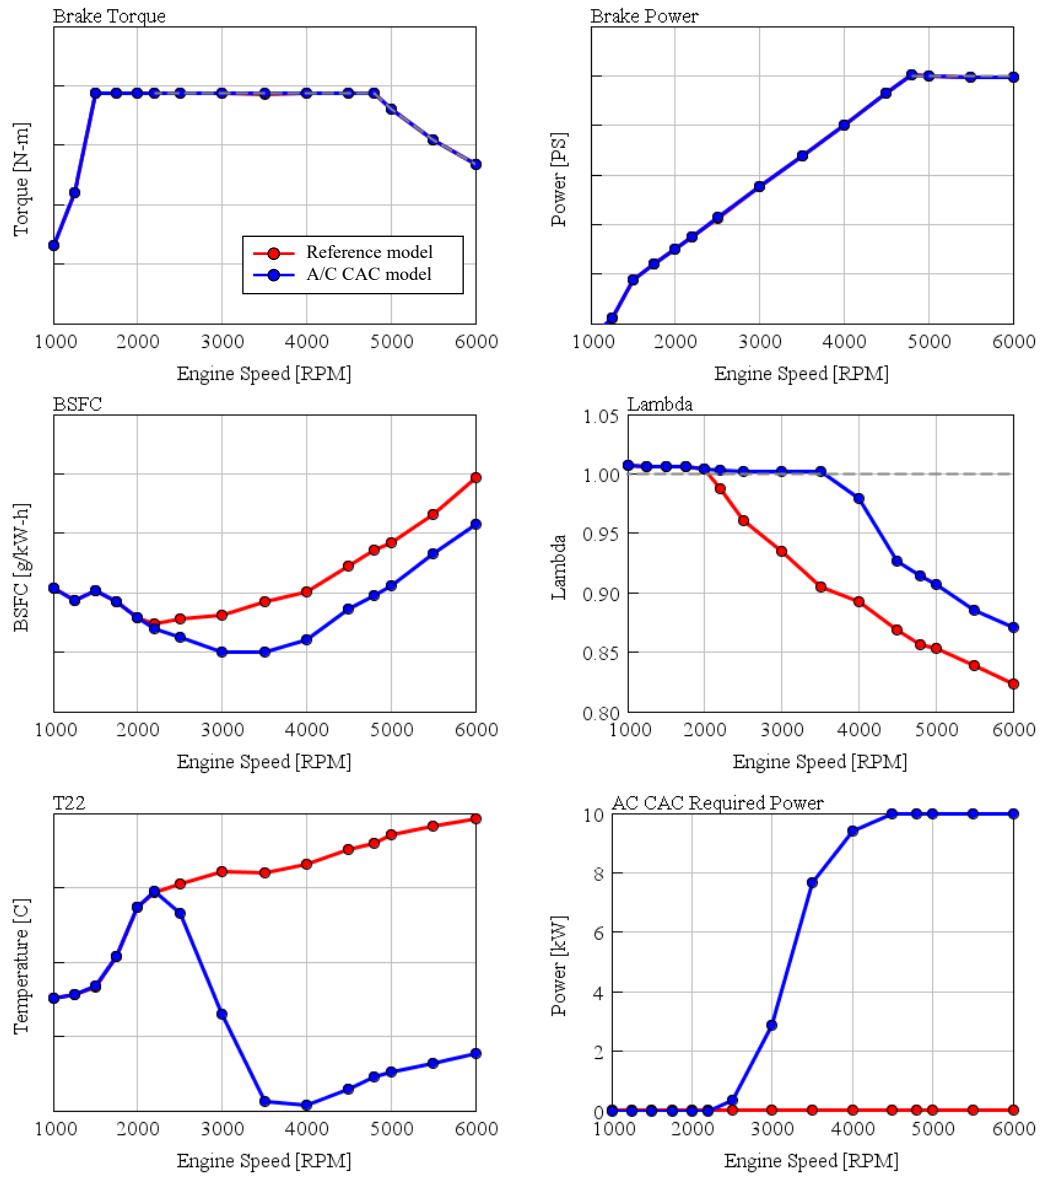 Brake Torque
Torque [N-m]
Reference model
A/C CAC model
1000 2000 3000 4000 5000 6000
Engine Speed [RPM]
Brake Power
Power [PS]
1000 2000 3000 4000 5000 6000
Engine Speed [RPM]
BSFC
BSFC [g/kW-h]
1000 2000 3000 4000 5000 6000
Engine Speed [RPM]
Lambda
1.05
1.00
0.95
0.90
0.85
0.80
Lambda
1000 2000 3000 4000 5000 6000
Engine Speed [RPM]
T22
Temperature [C]
1000 2000 3000 4000 5000 6000
Engine Speed [RPM]
AC CAC Required Power
10
8
6
4
2
0
Power [kW]
1000 2000 3000 4000 5000 6000
Engine Speed [RPM]